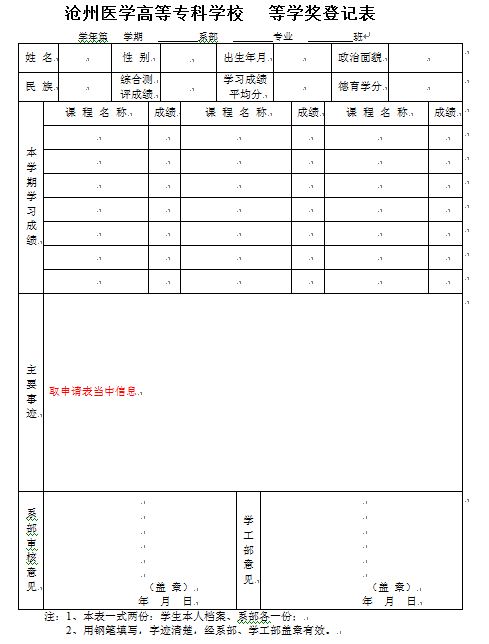 沧州医学高等专科学校　　等学奖登记表
学年第　学期　　　　系部　　　　专业　　　　班
姓 名　性 别　出生年月　政治面貌
民 族　综合测评成绩　学习成绩平均分　德育学分
本学期学习成绩　课 程 名 称　成绩　课 程 名 称　成绩　课 程 名 称　成绩
主要事迹
取申请表当中信息
系部审核意见　学工部意见
（盖 章）　（盖 章）
年　月　日　年　月　日
注：1、本表一式两份：学生本人档案、系部各一份；
2、用钢笔填写，字迹清楚，经系部、学工部盖章有效。